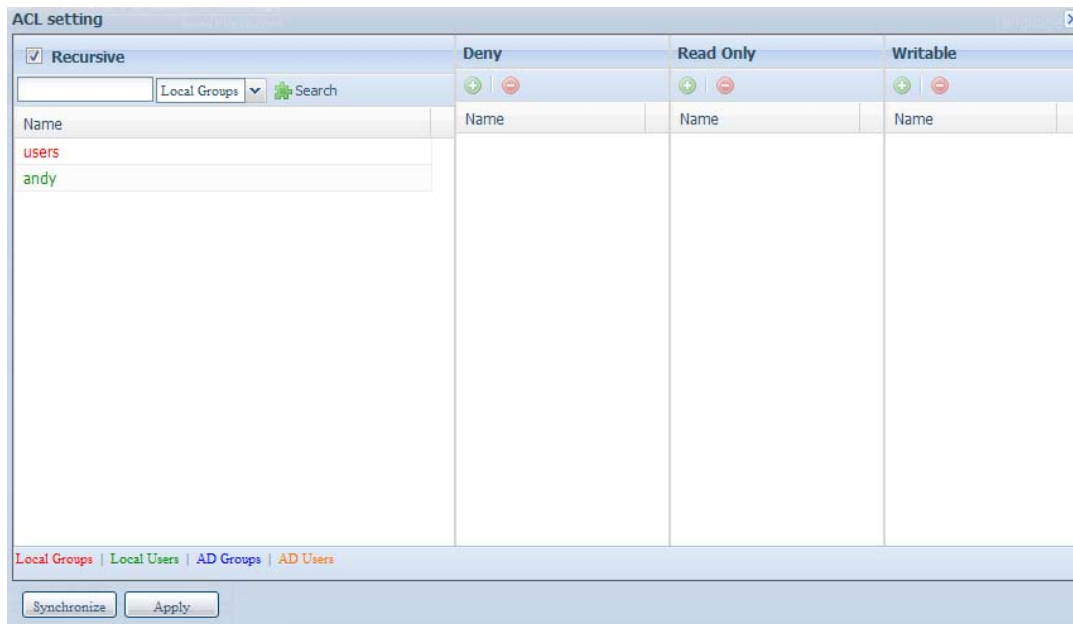 ACL setting
Recursive
Local Groups Search
Name
users
andy
Deny
Name
Read Only
Name
Writable
Name
Local Groups | Local Users | AD Groups | AD Users
Synchronize Apply